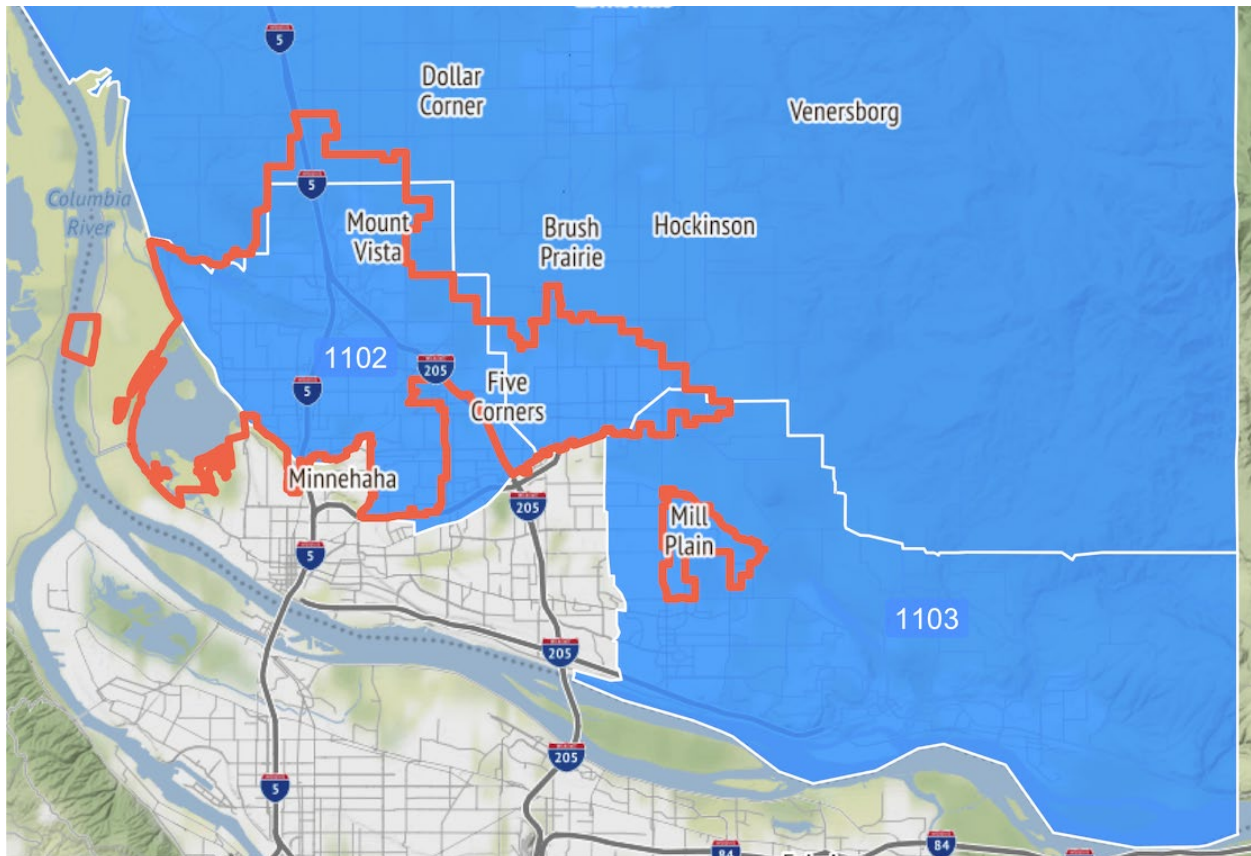 5
Dollar
Corner
Venersborg
5
Columbia
River
Mount
Vista
Brush
Prairie
Hockinson
1102
205
5
Five
Corners
Minnehaha
205
Mill
Plain
5
1103
205
205
5
84
84